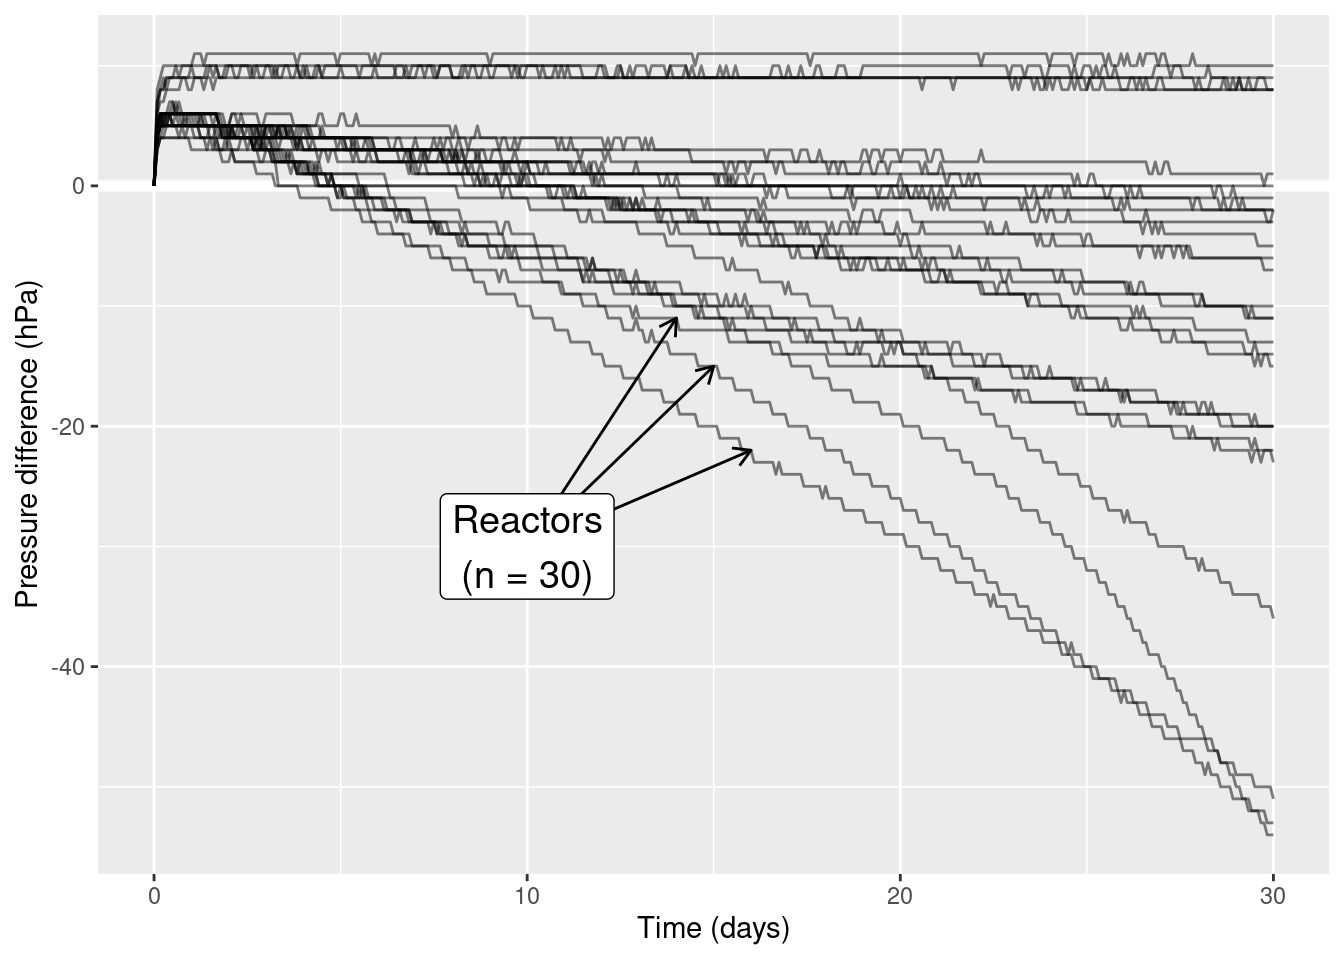 0
-20
-40
Pressure difference (hPa)
Reactors
(n = 30)
0
10
20
30
Time (days)